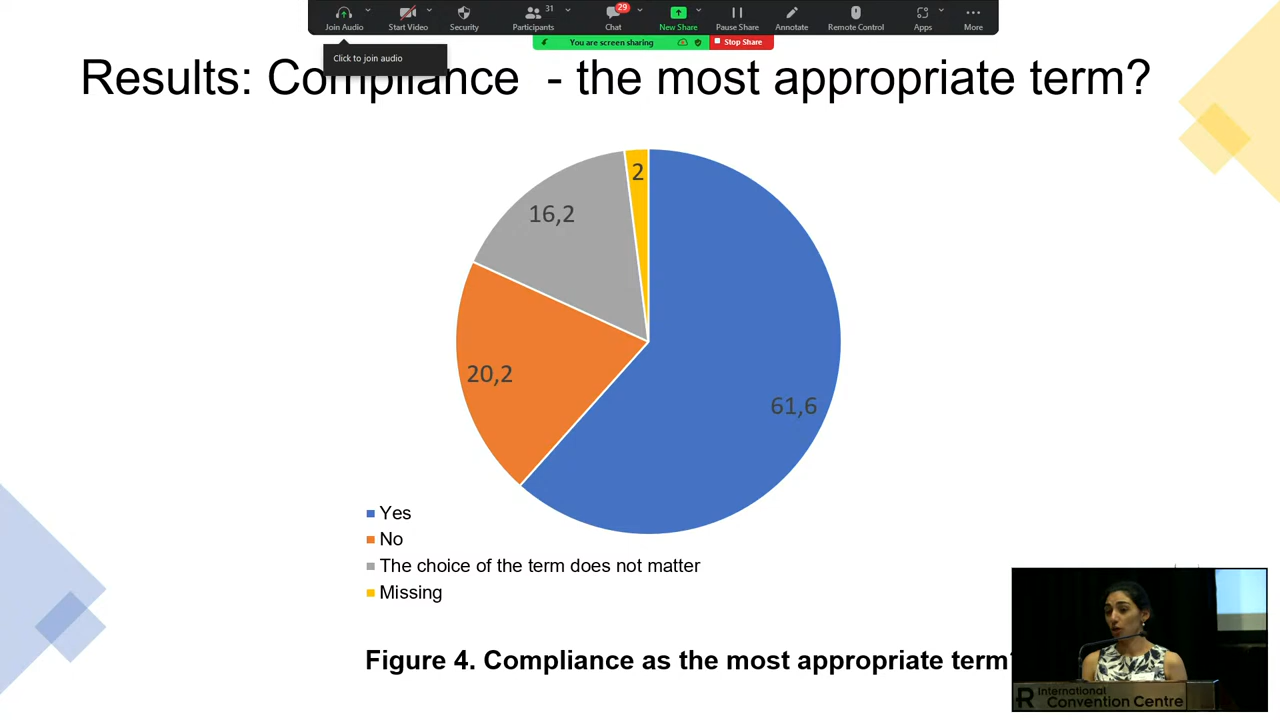 31
29
Join Audio
Start Video
Security
Participants
Chat
New Share
Pause Share
Annotate
Remote Control
Apps
More
You are screen sharing
Stop Share
Click to join audio
Results: Compliance - the most appropriate term?
2
16,2
20,2
61,6
Yes
No
The choice of the term does not matter
Missing
Figure 4. Compliance as the most appropriate term?
R International
Convention Centre